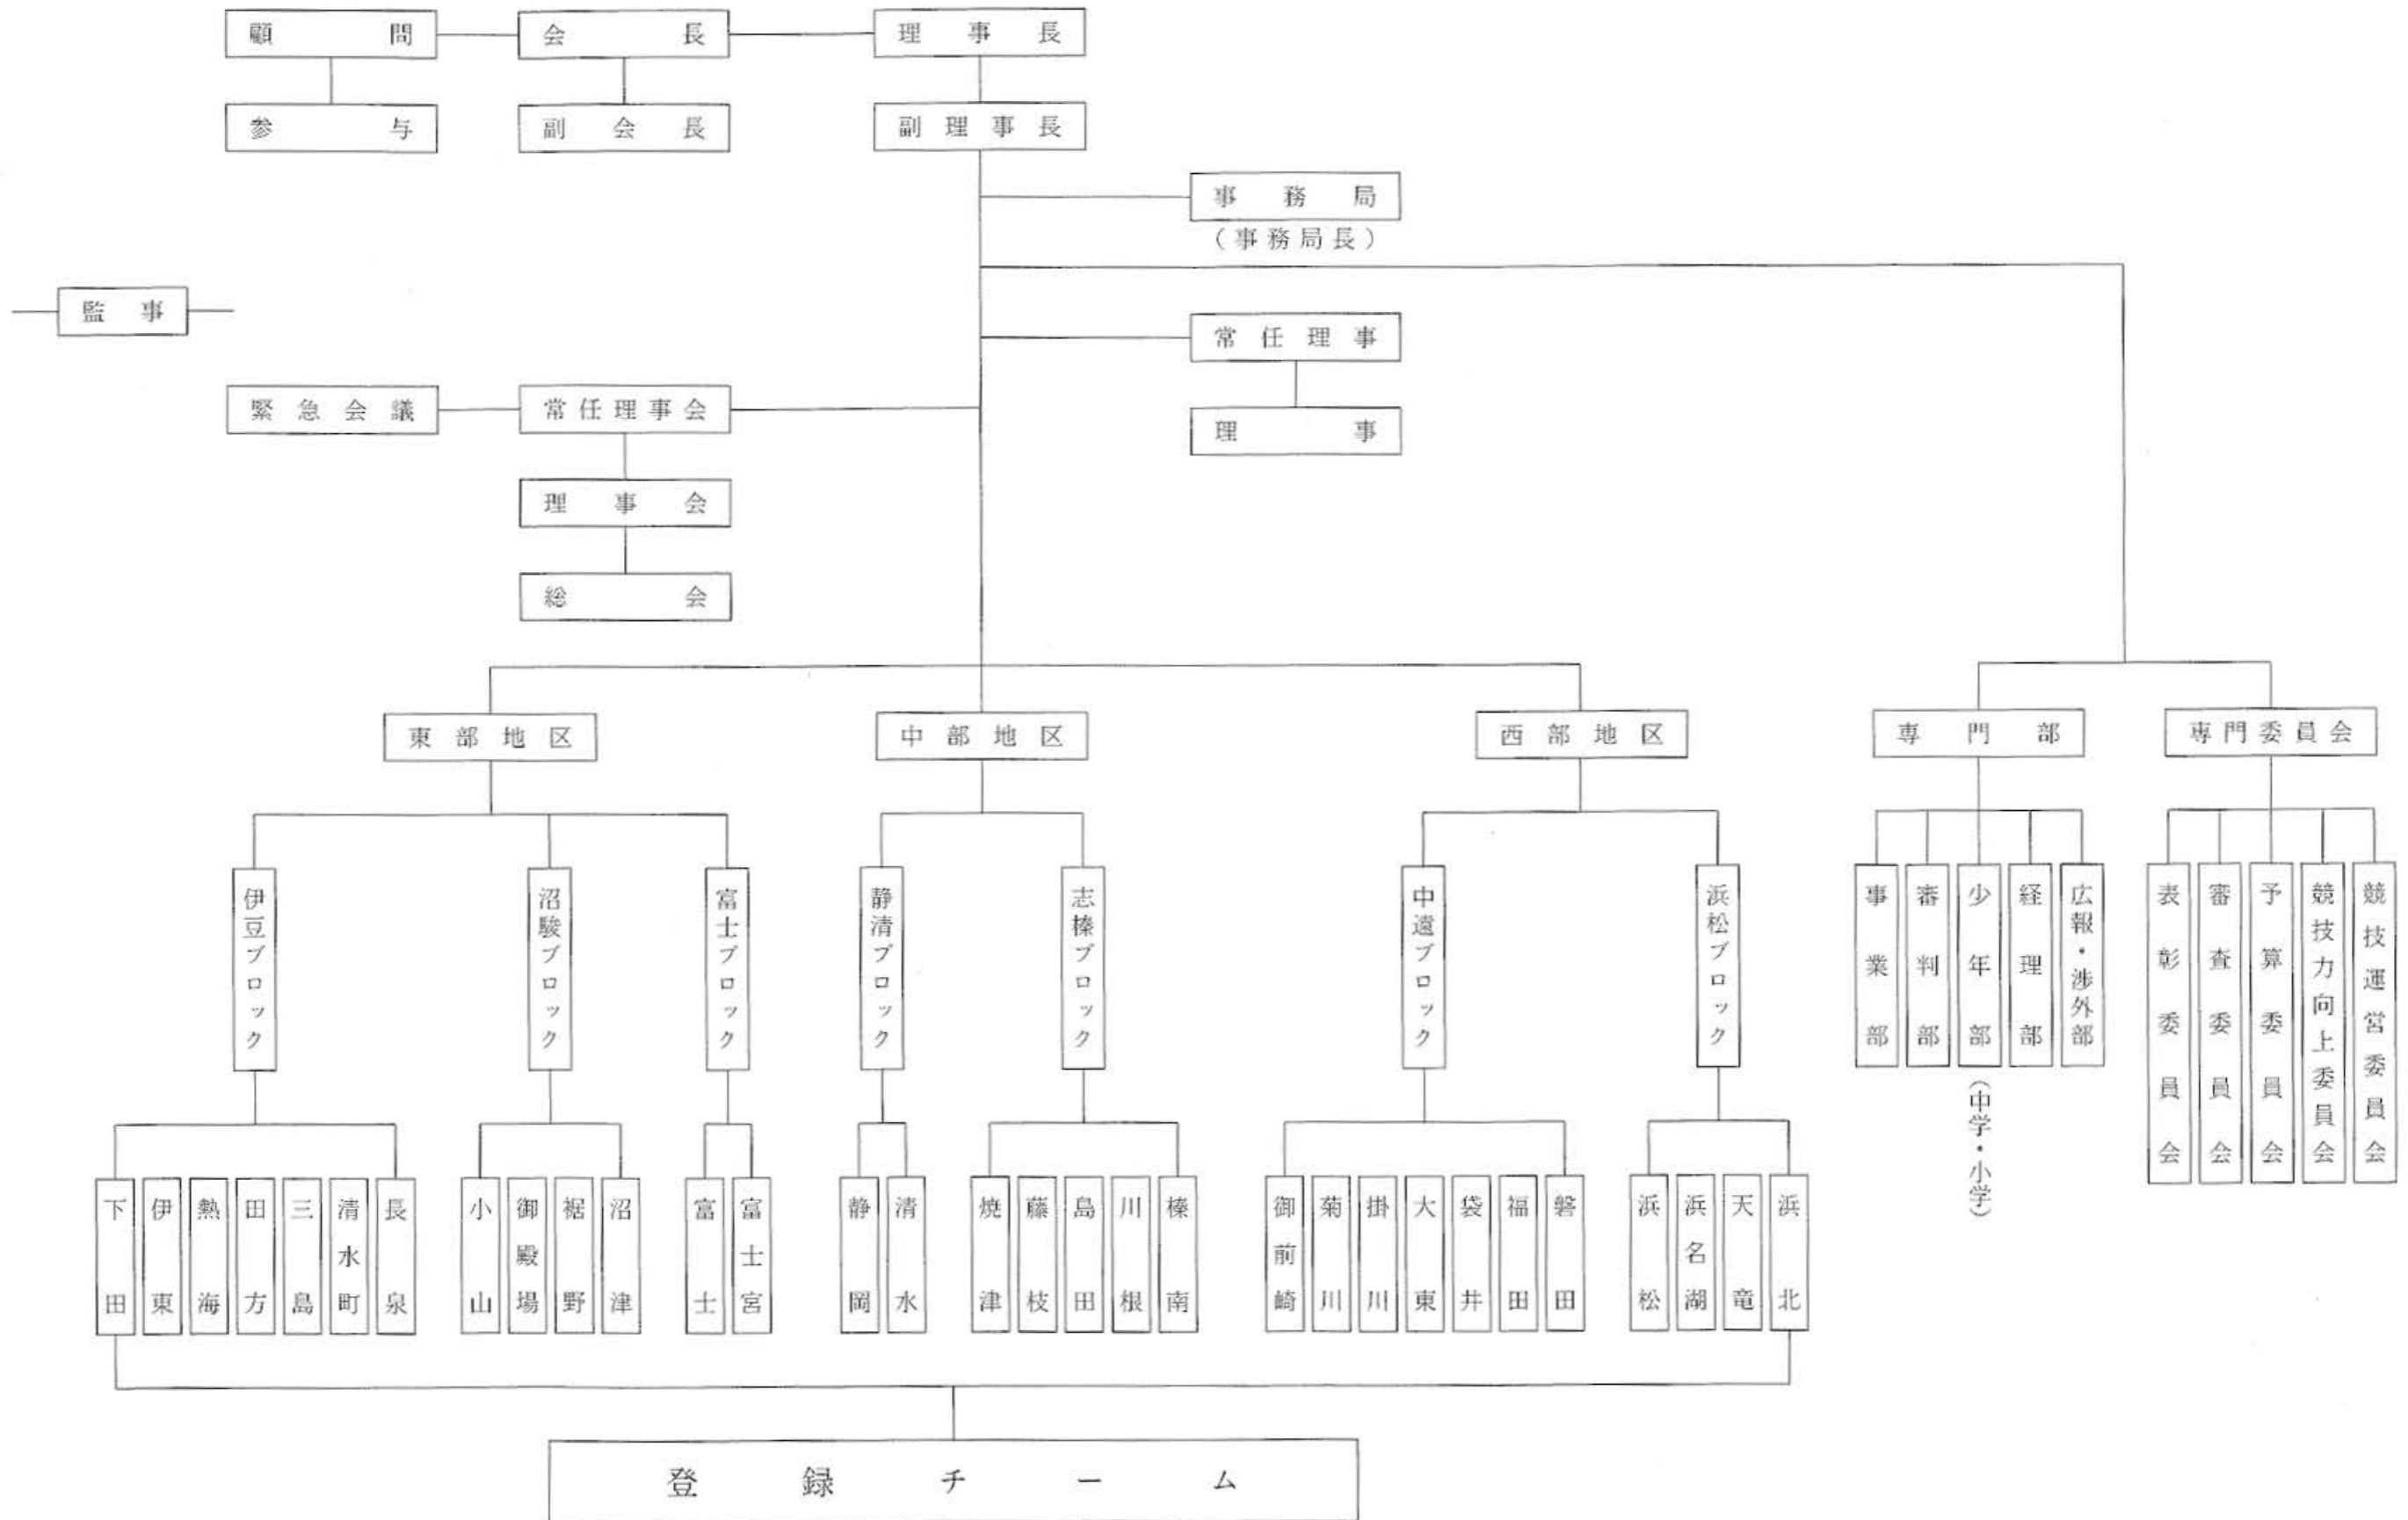 顧問
会長
理事長
参与
副会長
副理事長
事務局
（事務局長）
監事
常任理事
緊急会議
常任理事会
理事
理事会
総会
東部地区
中部地区
西部地区
専門部
専門委員会
伊豆ブロック
沼駿ブロック
富士ブロック
静清ブロック
志榛ブロック
中遠ブロック
浜松ブロック
事業部
審判部
少年部
（中学・小学）
経理部
広報・渉外部
表彰委員会
審査委員会
予算委員会
競技力向上委員会
競技運営委員会
下田
伊東
熱海
田方
三島
清水町
長泉
小山
御殿場
裾野
沼津
富士
富士宮
静岡
清水
焼津
藤枝
島田
川根
榛南
御前崎
菊川
掛川
大東
袋井
福田
磐田
浜松
浜名湖
天竜
浜北
登録チーム